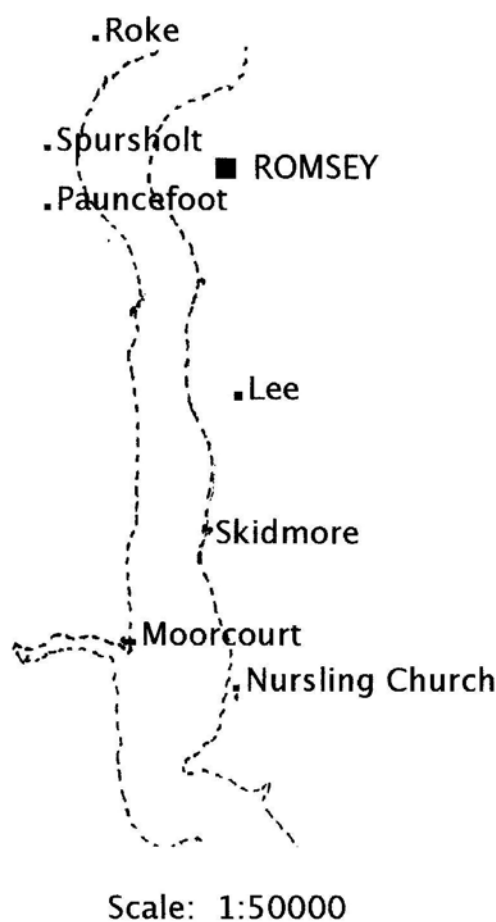 Roke
Spursholt
ROMSEY
Pauncefoot
Lee
Skidmore
Moorcourt
Nursling Church
Scale: 1:50000